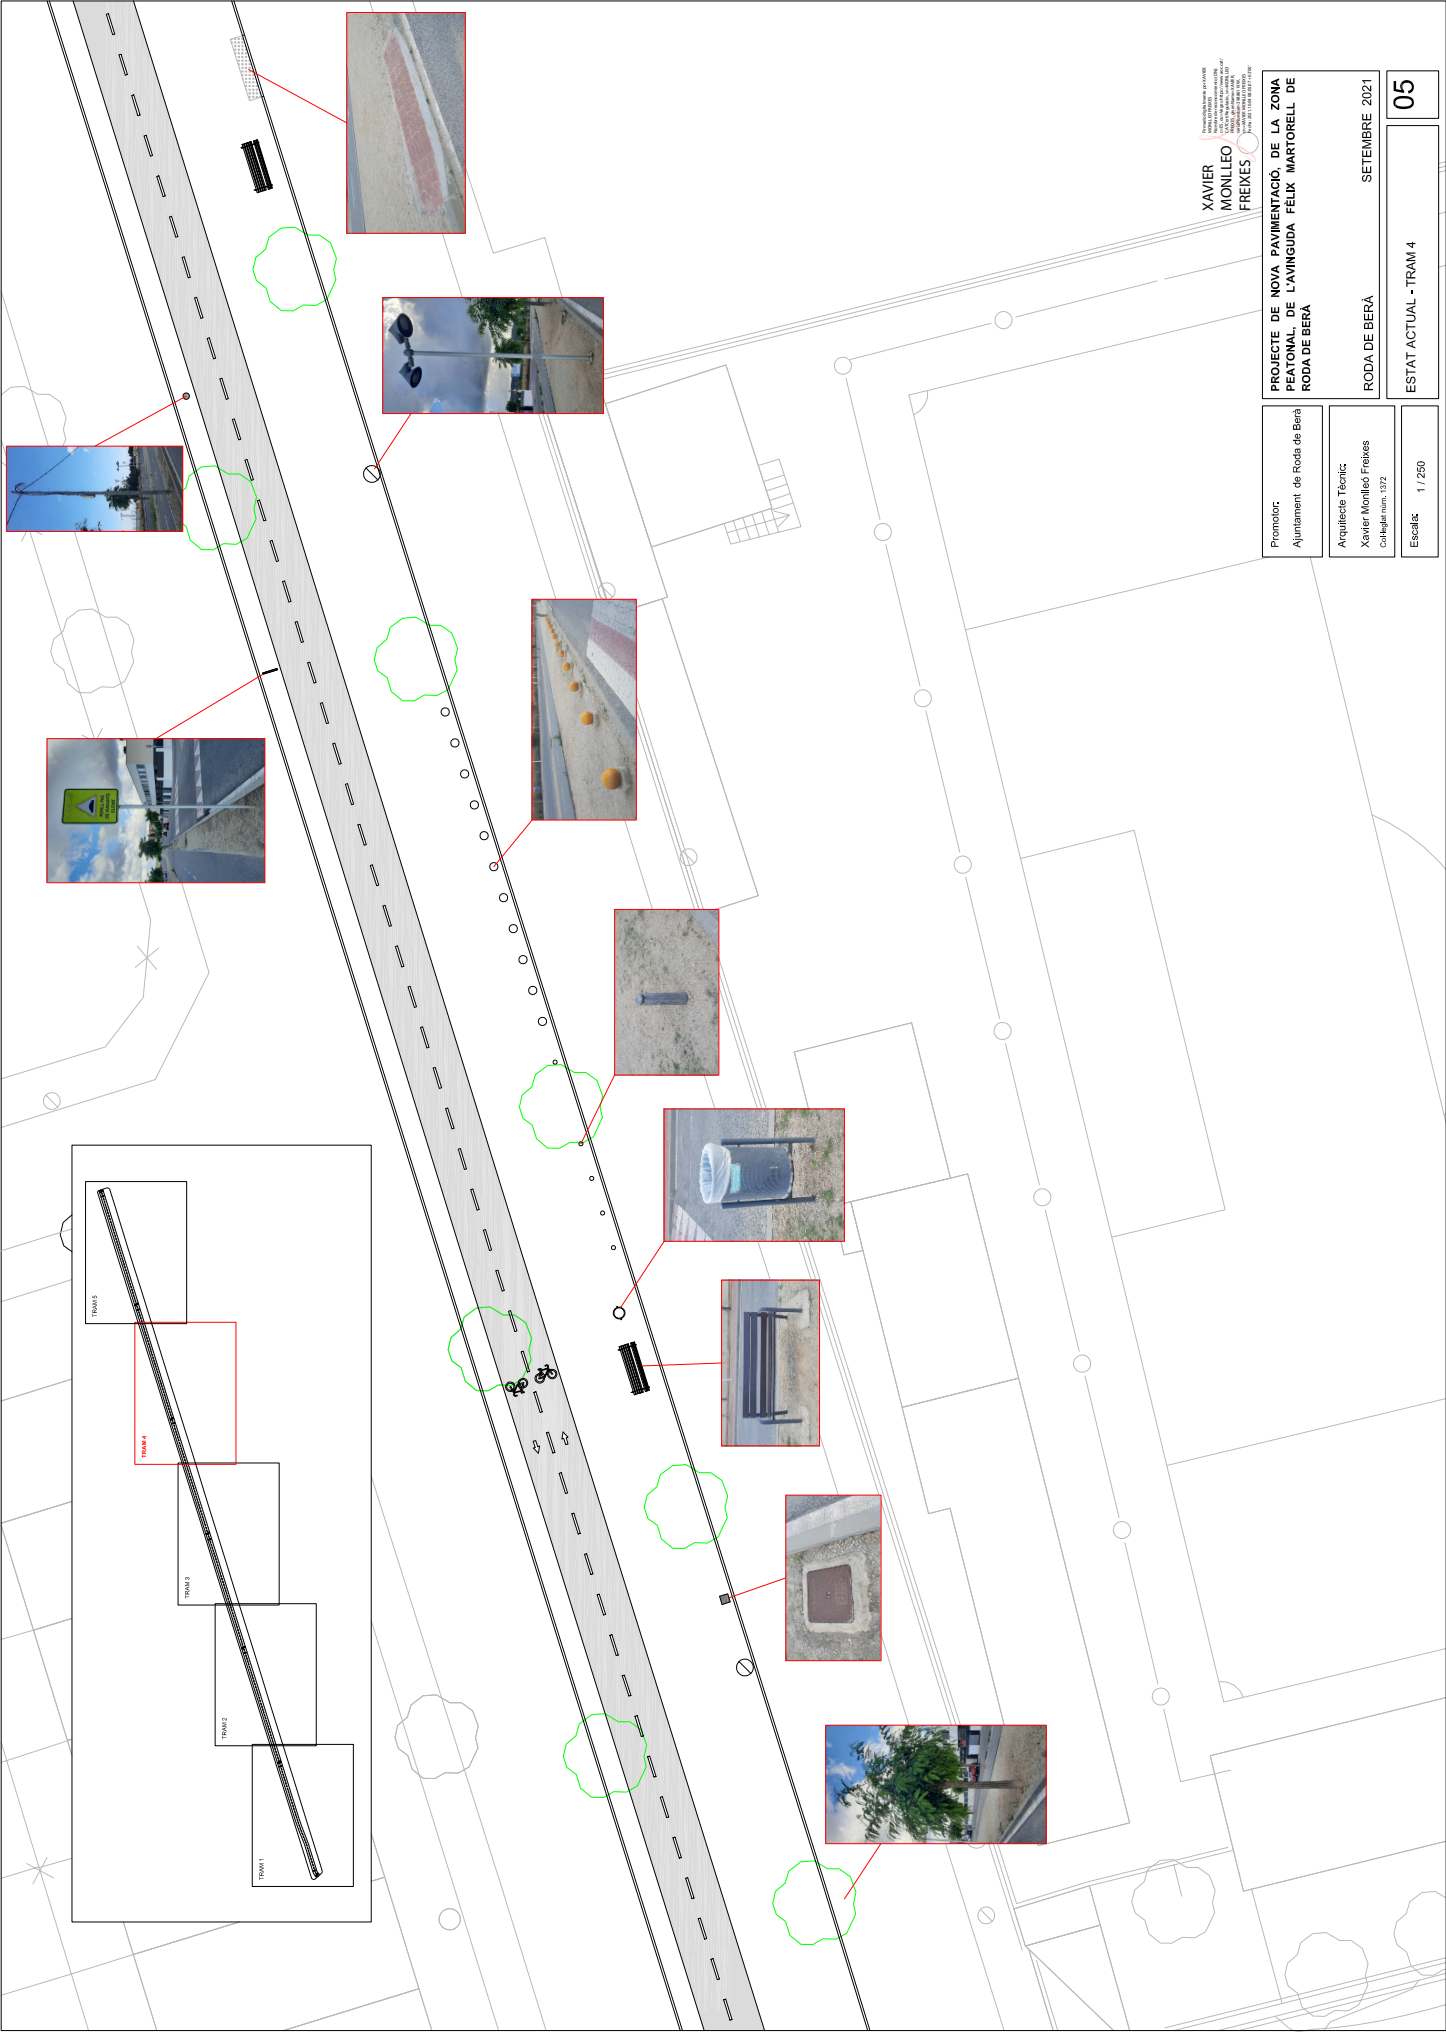 XAVIER
MONLLEO
FREIXES
PROJECTE DE NOVA PAVIMENTACIÓ, DE LA ZONA
PEATONAL, DE L'AVINGUDA FÈLIX MARTORELL DE
RODA DE BERÀ
RODA DE BERÀ SETEMBRE 2021
ESTAT ACTUAL - TRAM 4
05
Promotor:
Ajuntament de Roda de Berà
Arquitecte Tècnic:
Xavier Monlleó Freixes
Col·legiat núm. 1372
Escala: 1 / 250
TRAM 1
TRAM 2
TRAM 3
TRAM 4
TRAM 5